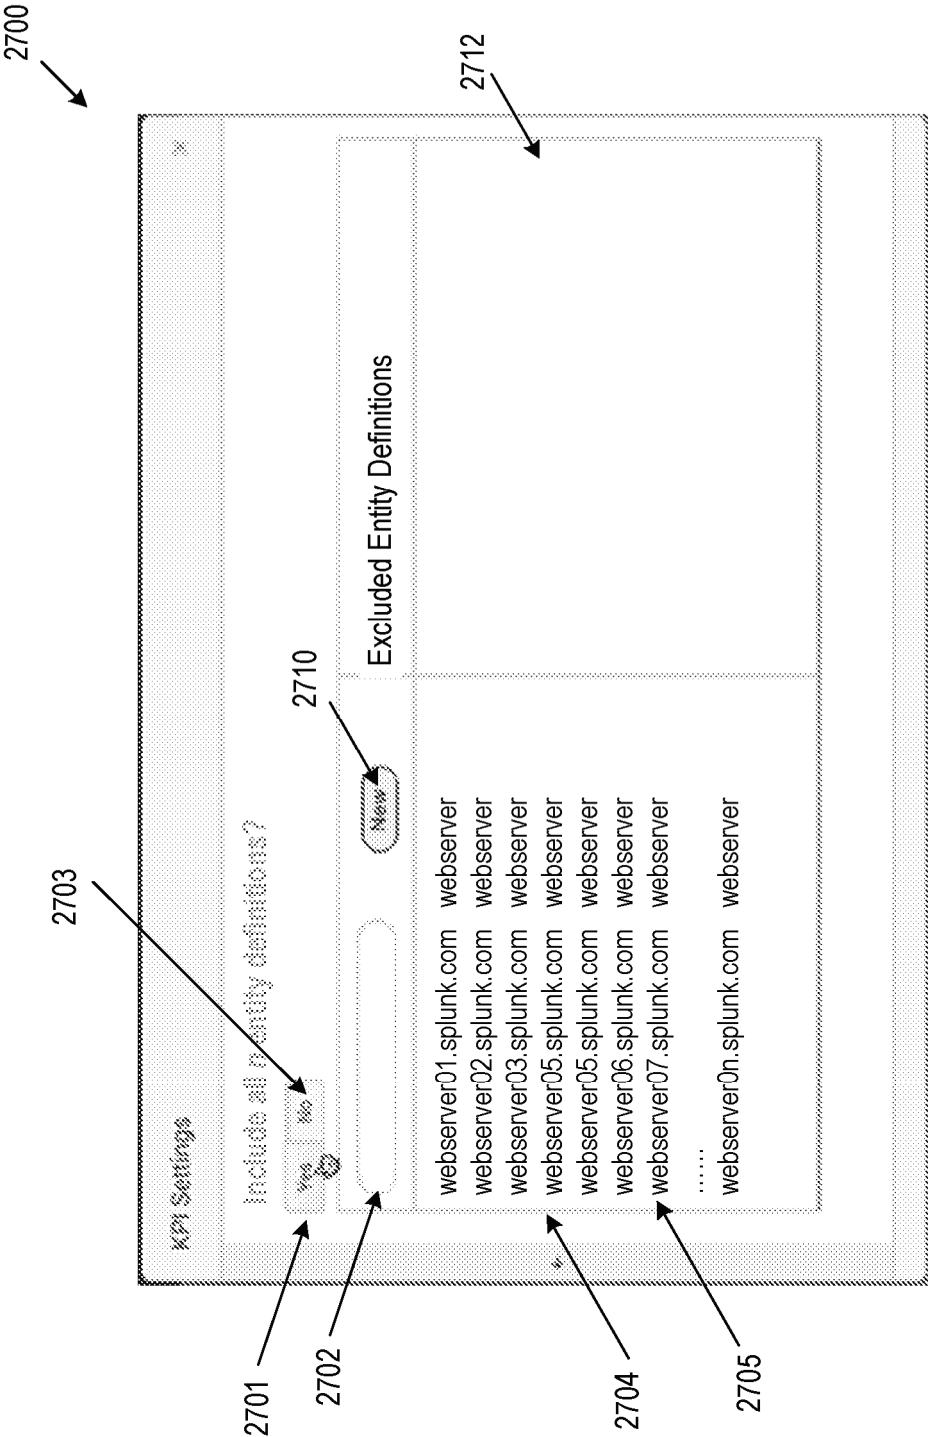 2700
KPI Settings
x
2703
Include all n entity definitions?
2701
Yes
No
2710
2702
New
Excluded Entity Definitions
2712
webserver01.splunk.com webserver
webserver02.splunk.com webserver
webserver03.splunk.com webserver
webserver05.splunk.com webserver
webserver05.splunk.com webserver
webserver06.splunk.com webserver
webserver07.splunk.com webserver
......
webserver0n.splunk.com webserver
2704
2705